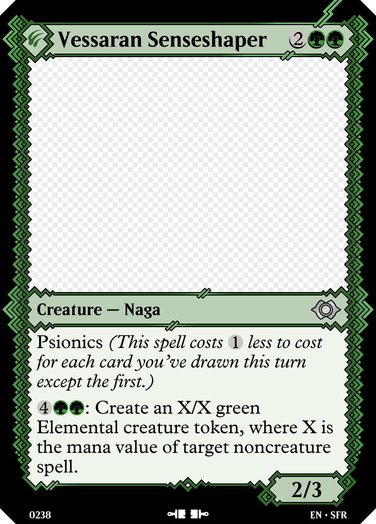 Vessaran Senseshaper 2
Creature — Naga
Psionics (This spell costs 1 less to cost
for each card you've drawn this turn
except the first.)
4: Create an X/X green
Elemental creature token, where X is
the mana value of target noncreature
spell.
2/3
0238
EN • SFR